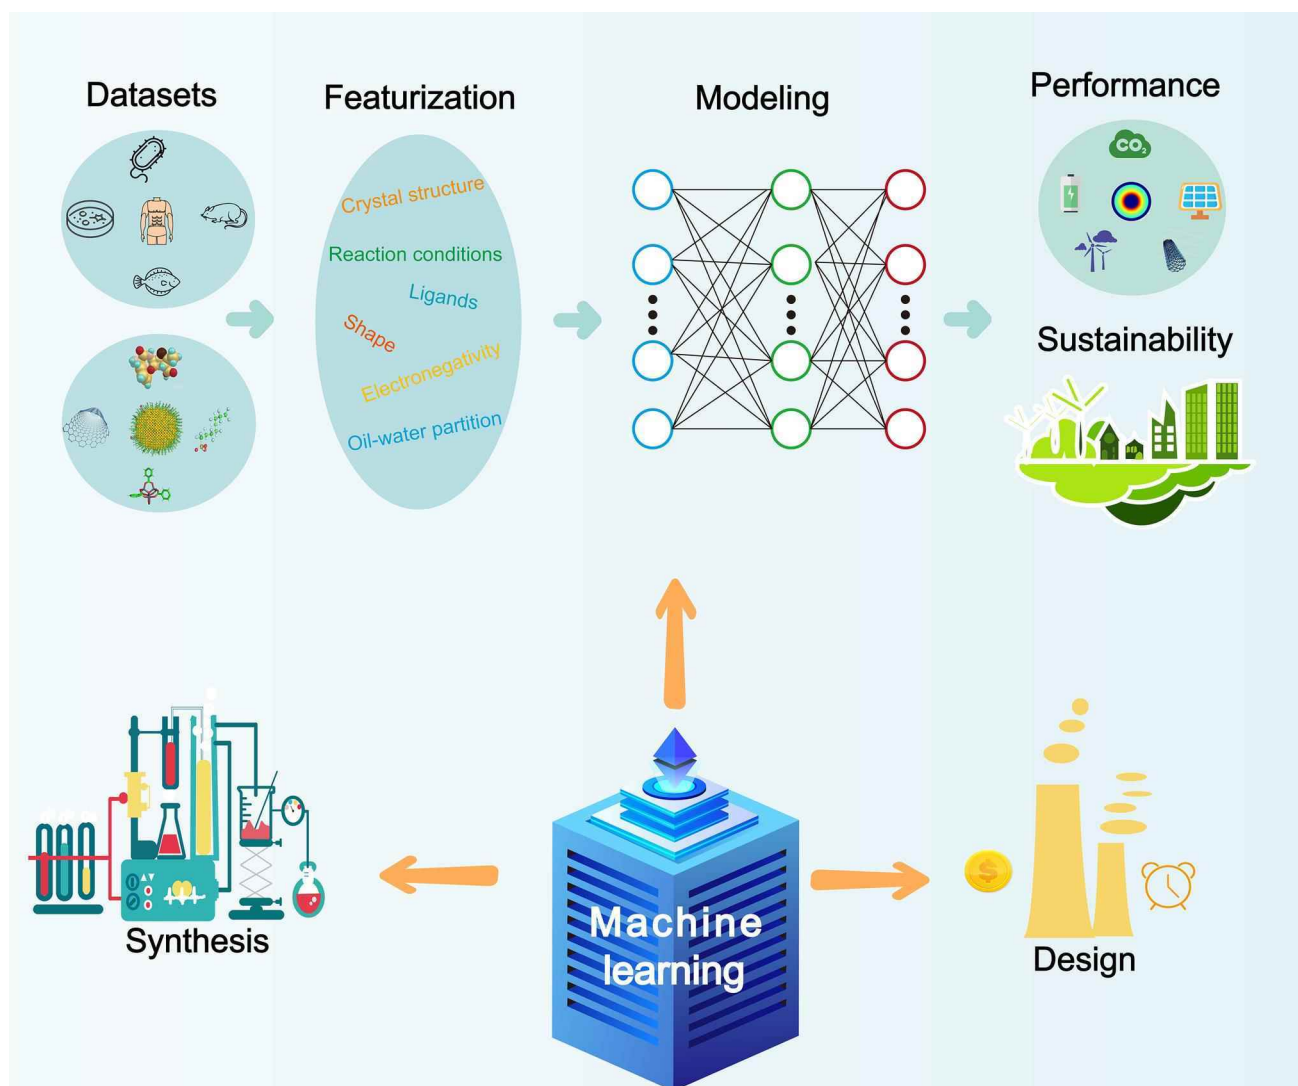 Datasets
Featurization
Modeling
Performance
Crystal structure
Reaction conditions
Ligands
Shape
Electronegativity
Oil-water partition
CO₂
Sustainability
Synthesis
Machine
learning
$
Design